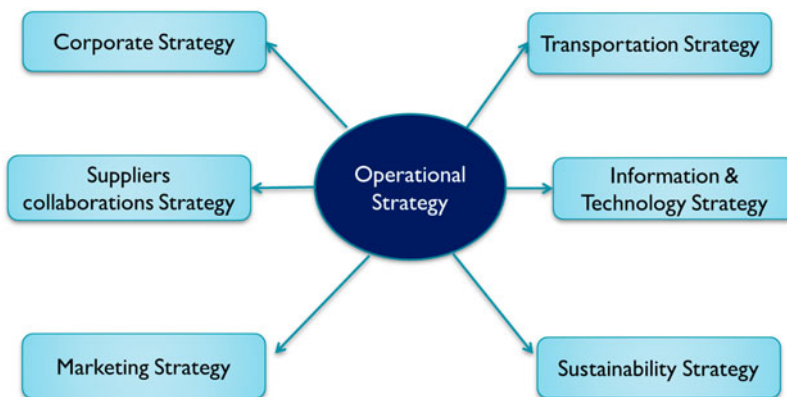 Corporate Strategy
Transportation Strategy
Operational
Strategy
Suppliers
collaborations Strategy
Information &
Technology Strategy
Marketing Strategy
Sustainability Strategy